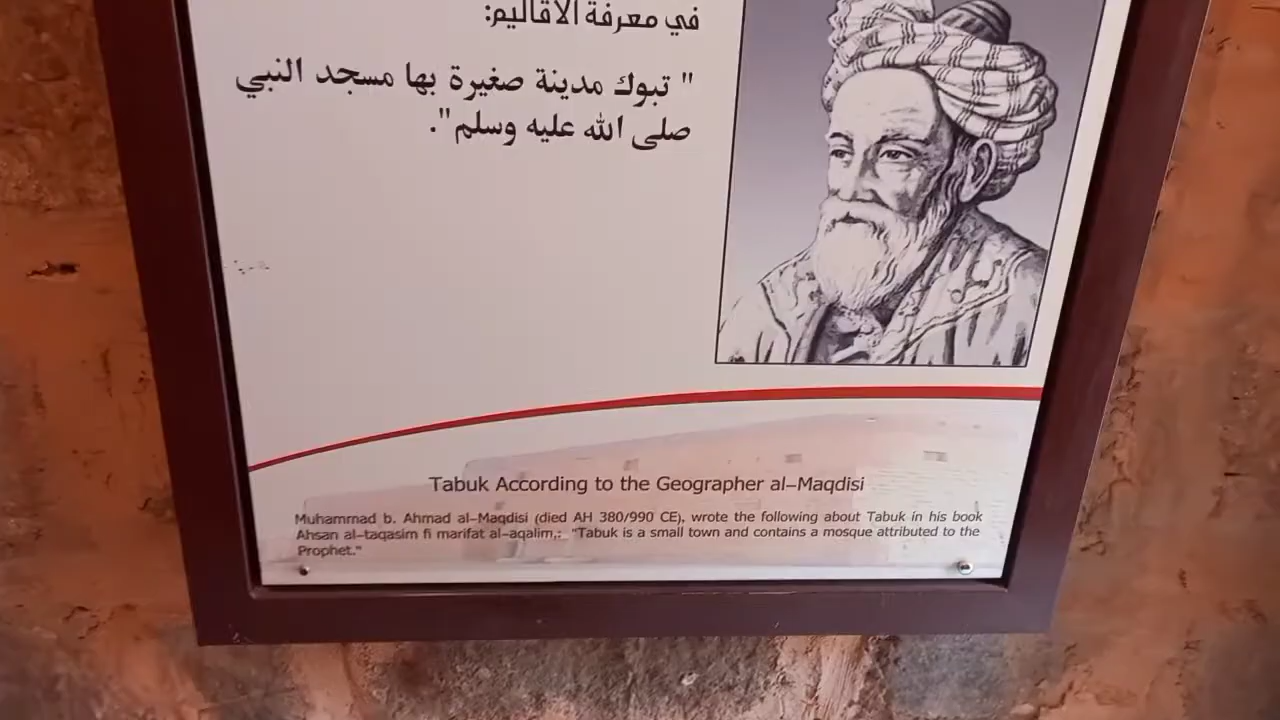 في معرفة الأقاليم:
" تبوك مدينة صغيرة بها مسجد النبي
صلى الله عليه وسلم".
Tabuk According to the Geographer al-Maqdisi
Muhammad b. Ahmad al-Maqdisi (died AH 380/990 CE), wrote the following about Tabuk in his book
Ahsan al-taqasim fi marifat al-aqalim,: "Tabuk is a small town and contains a mosque attributed to the
Prophet."